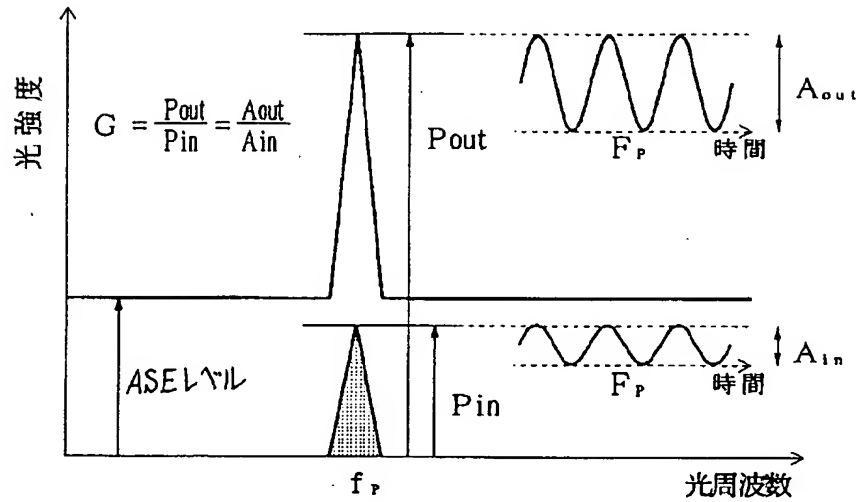 光強度
G = Pout/Pin = Aout/Ain
Pout
Aout
FP 時間
ASEレベル
Pin
Ain
FP 時間
fP
光周波数